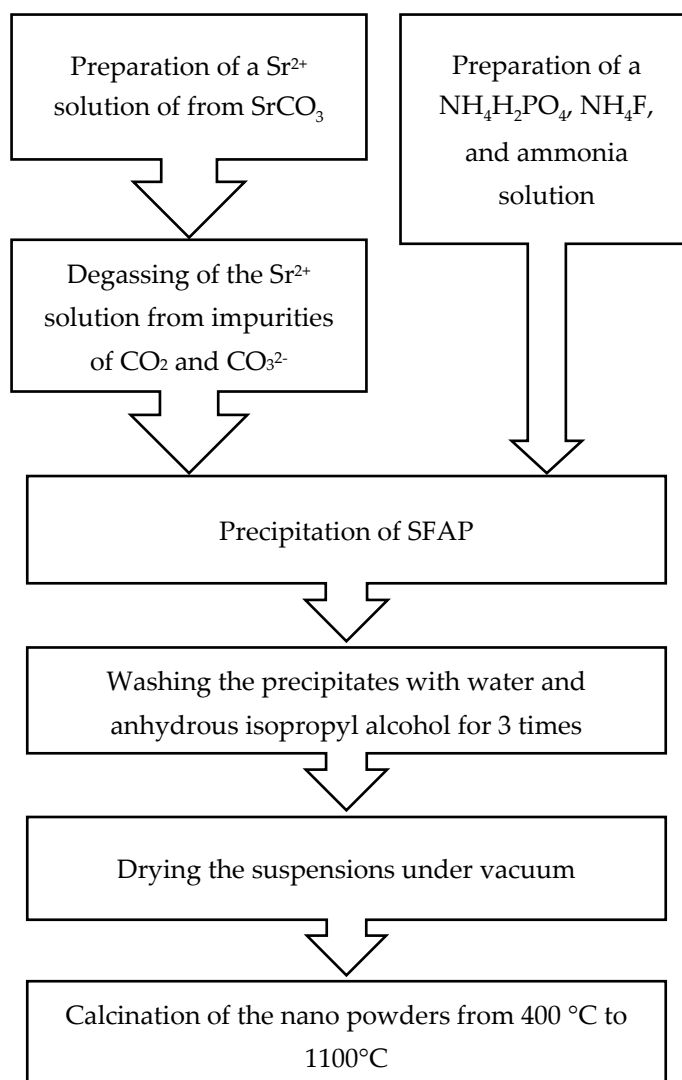 Preparation of a Sr²⁺
solution of from SrCO₃
Preparation of a
NH₄H₂PO₄, NH₄F,
and ammonia
solution
Degassing of the Sr²⁺
solution from impurities
of CO₂ and CO₃²⁻
Precipitation of SFAP
Washing the precipitates with water and
anhydrous isopropyl alcohol for 3 times
Drying the suspensions under vacuum
Calcination of the nano powders from 400 °C to
1100°C